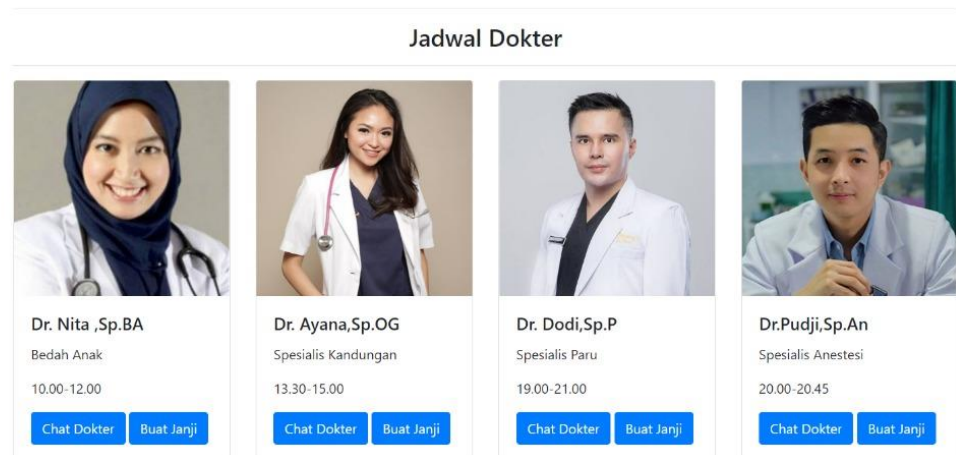 Jadwal Dokter
Dr. Nita ,Sp.BA
Bedah Anak
10.00-12.00
Chat Dokter Buat Janji
Dr. Ayana,Sp.OG
Spesialis Kandungan
13.30-15.00
Chat Dokter Buat Janji
Dr. Dodi,Sp.P
Spesialis Paru
19.00-21.00
Chat Dokter Buat Janji
Dr.Pudji,Sp.An
Spesialis Anestesi
20.00-20.45
Chat Dokter Buat Janji